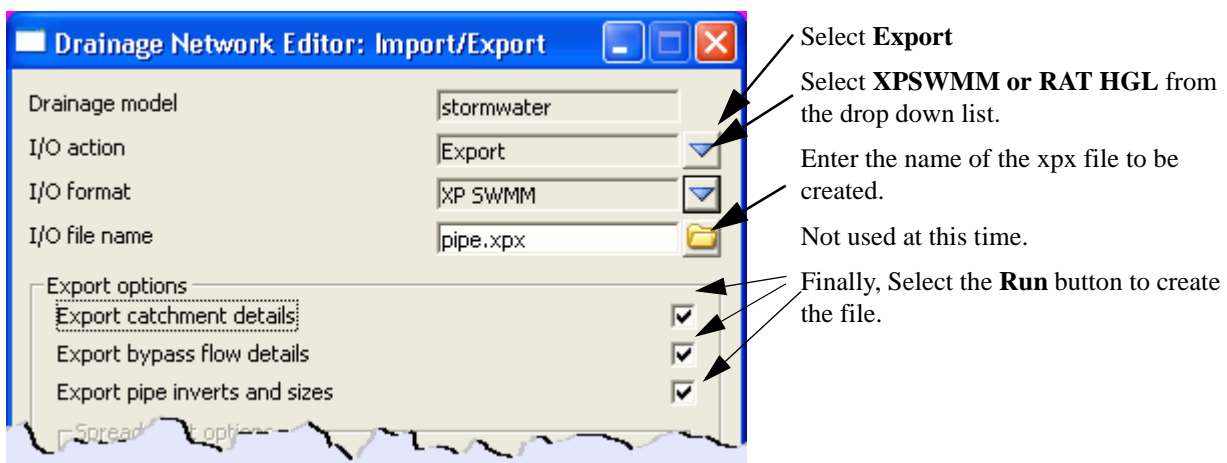 Drainage Network Editor: Import/Export
Drainage model
stormwater
I/O action
Export
I/O format
XP SWMM
I/O file name
pipe.xpx
Export options
Export catchment details
Export bypass flow details
Export pipe inverts and sizes
Select Export
Select XPSWMM or RAT HGL from
the drop down list.
Enter the name of the xpx file to be
created.
Not used at this time.
Finally, Select the Run button to create
the file.